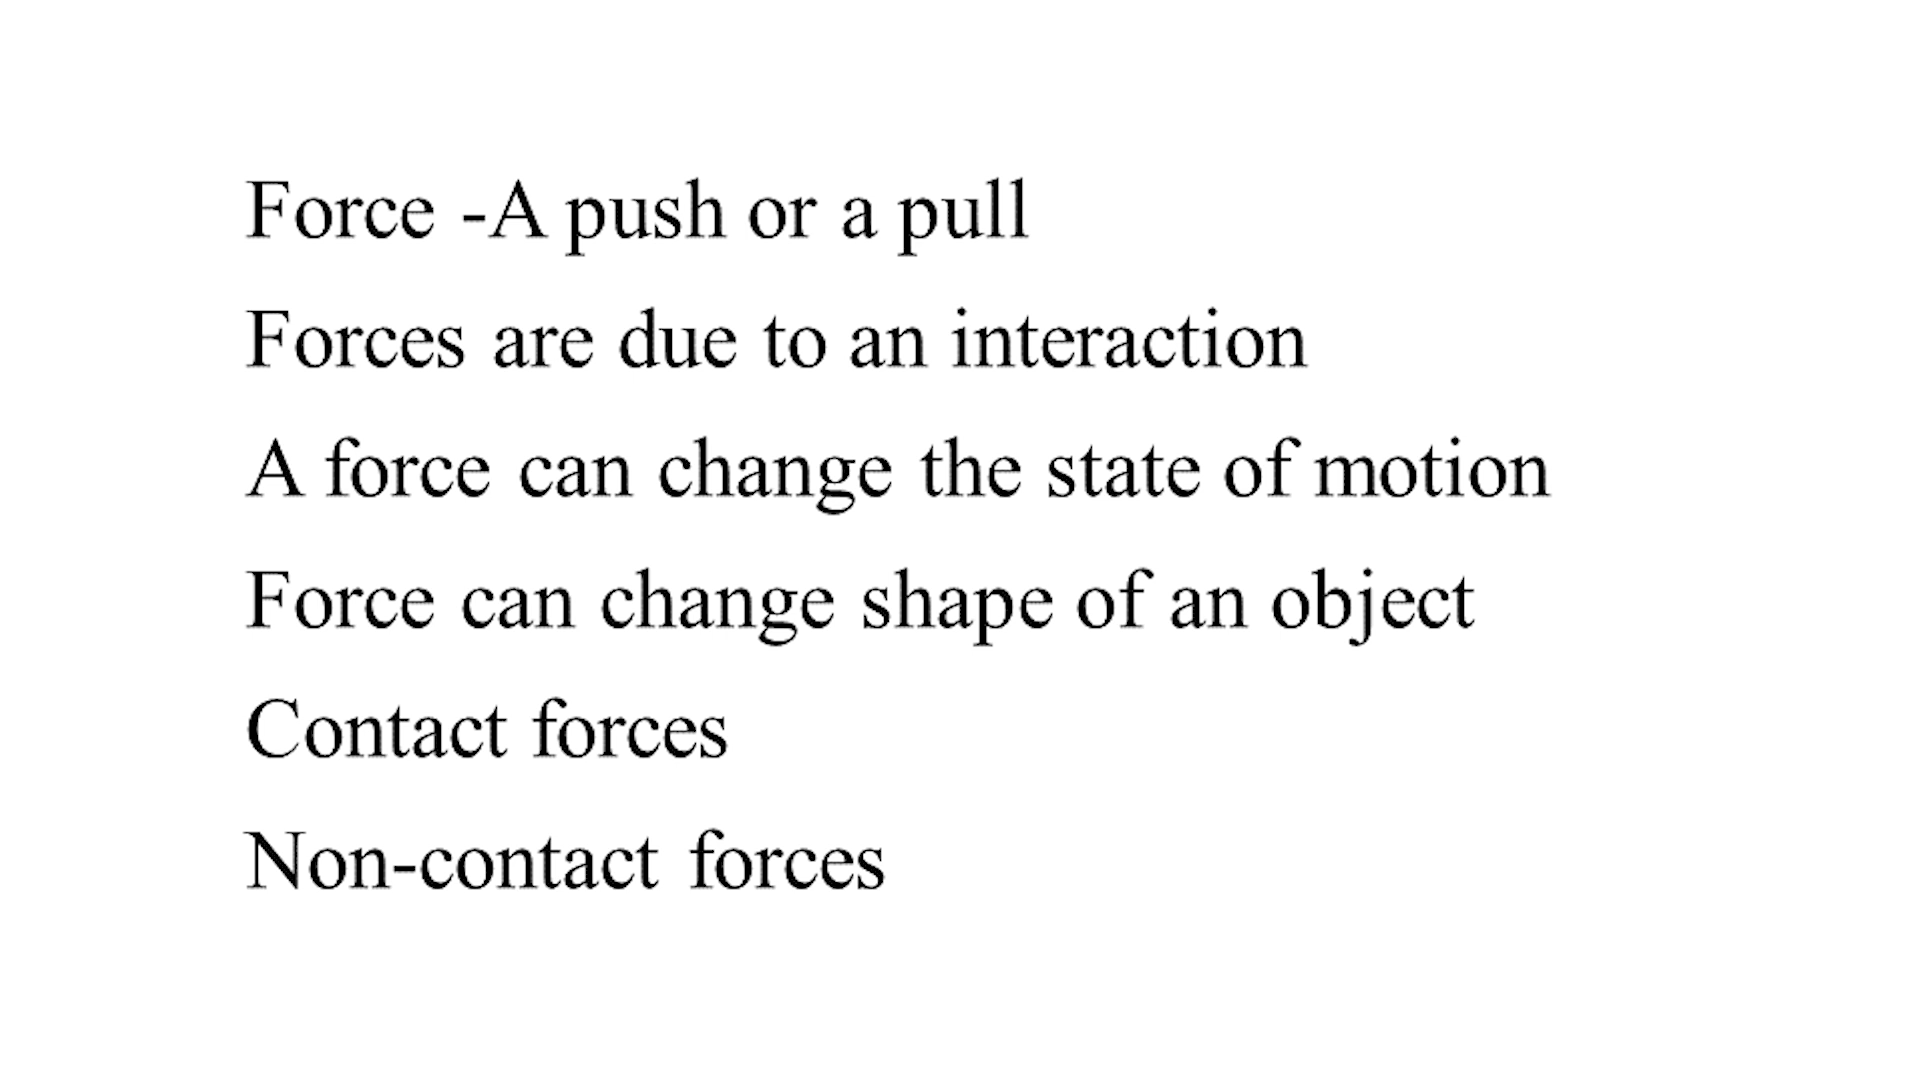 Force -A push or a pull
Forces are due to an interaction
A force can change the state of motion
Force can change shape of an object
Contact forces
Non-contact forces